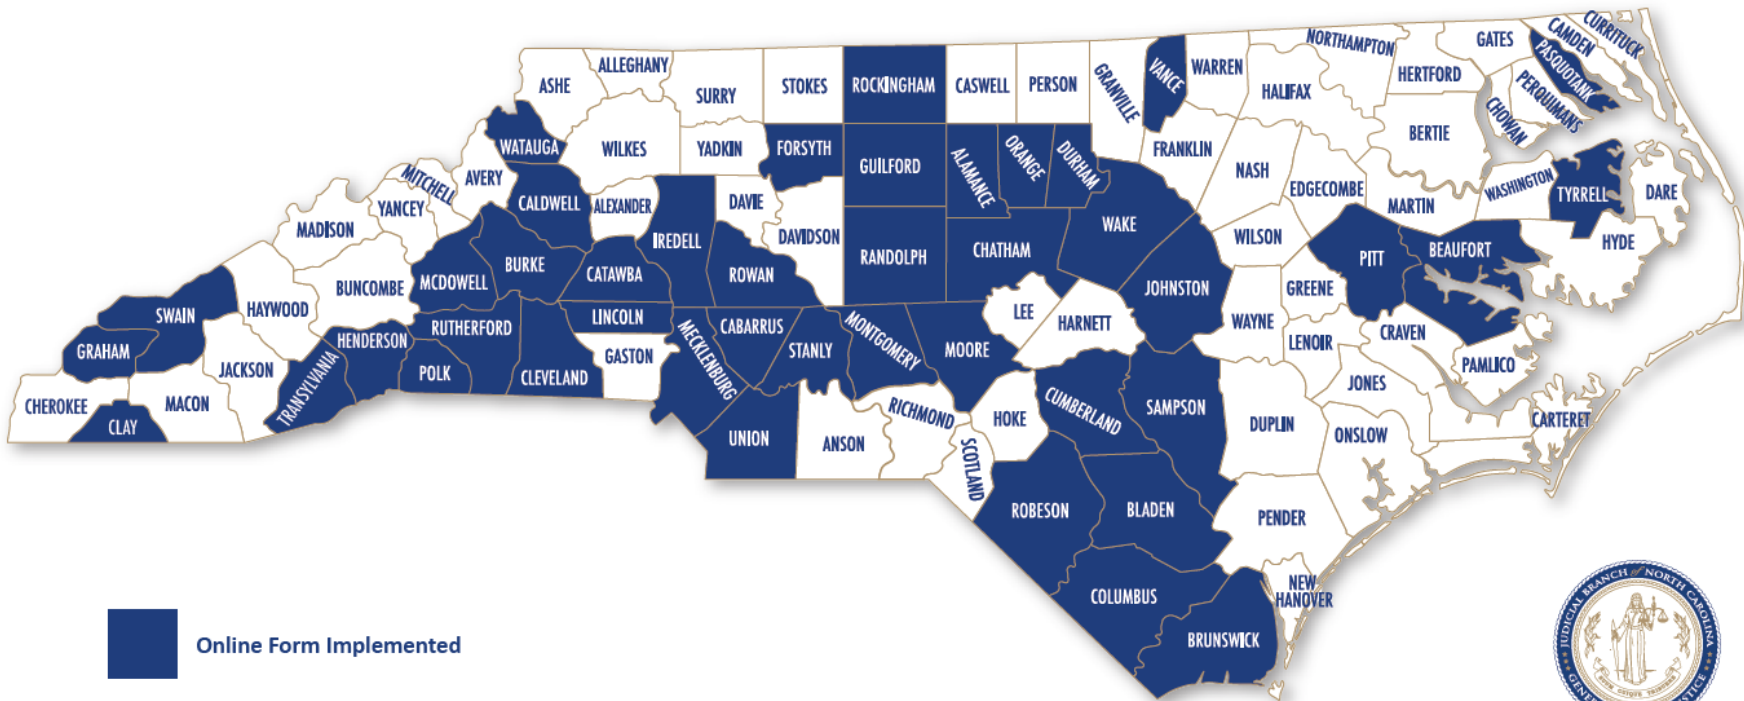 CURRITUCK
CAMDEN
GATES
NORTHAMPTON
PASQUOTANK
HERTFORD
PERQUIMANS
CHOWAN
ALLEGHANY
ASHE
SURRY
STOKES
ROCKINGHAM
CASWELL
PERSON
GRANVILLE
VANCE
WARREN
HALIFAX
BERTIE
WATAUGA
WILKES
YADKIN
FORSYTH
GUILFORD
ALAMANCE
ORANGE
DURHAM
FRANKLIN
NASH
EDGECOMBE
MARTIN
WASHINGTON
TYRRELL
DARE
MITCHELL
AVERY
YANCEY
CALDWELL
ALEXANDER
DAVIE
IREDELL
DAVIDSON
RANDOLPH
CHATHAM
WAKE
WILSON
PITT
BEAUFORT
HYDE
MADISON
BUNCOMBE
MCDOWELL
BURKE
CATAWBA
ROWAN
JOHNSTON
GREENE
SWAIN
HAYWOOD
HENDERSON
RUTHERFORD
LINCOLN
CABARRUS
MECKLENBURG
STANLY
MONTGOMERY
MOORE
LEE
HARNETT
WAYNE
LENOIR
CRAVEN
PAMLICO
GRAHAM
JACKSON
TRANSYLVANIA
POLK
CLEVELAND
GASTON
JONES
CHEROKEE
CLAY
MACON
UNION
ANSON
RICHMOND
SCOTLAND
HOKE
CUMBERLAND
SAMPSON
DUPLIN
ONSLOW
CARTERET
ROBESON
BLADEN
PENDER
COLUMBUS
BRUNSWICK
NEW
HANOVER
Online Form Implemented
JUDICIAL BRANCH of NORTH CAROLINA